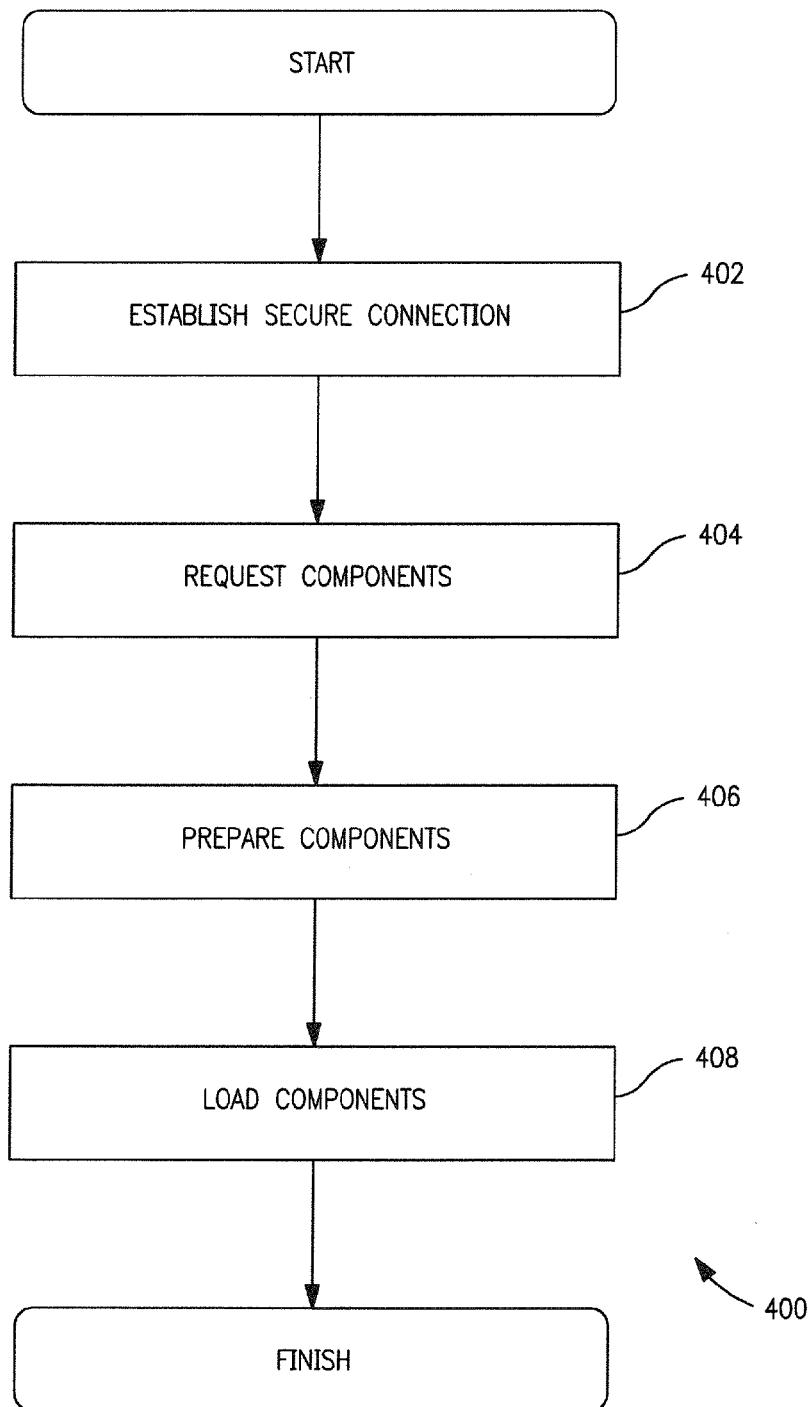 START
ESTABLISH SECURE CONNECTION
402
REQUEST COMPONENTS
404
PREPARE COMPONENTS
406
LOAD COMPONENTS
408
FINISH
400